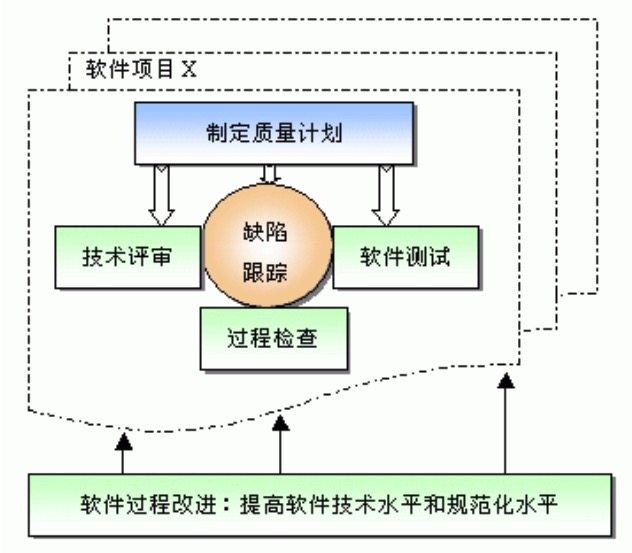 软件项目X
制定质量计划
缺陷
跟踪
技术评审
软件测试
过程检查
软件过程改进：提高软件技术水平和规范化水平